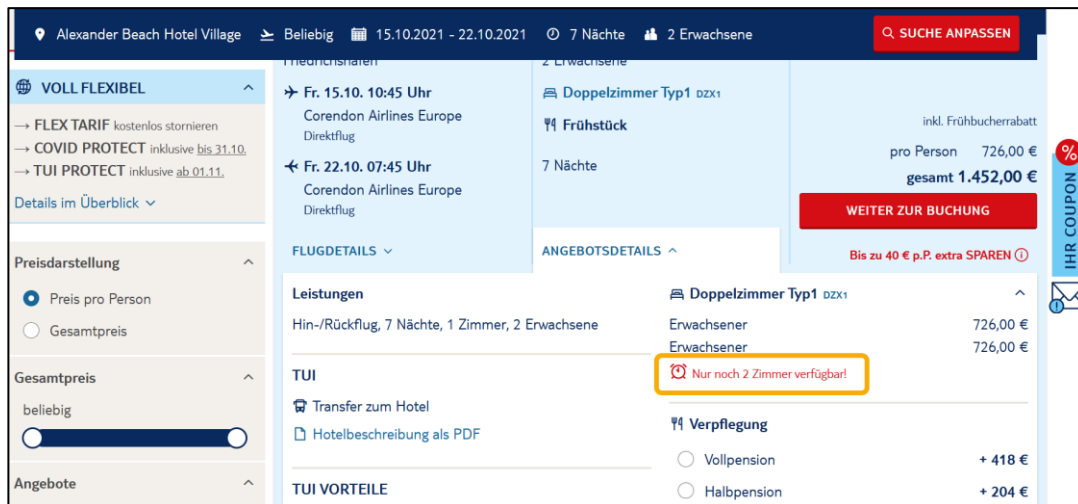 Alexander Beach Hotel Village Beliebig 15.10.2021 - 22.10.2021 7 Nächte 2 Erwachsene SUCHE ANPASSEN
Friedrichshafen
2 Erwachsene
VOLL FLEXIBEL
→ FLEX TARIF kostenlos stornieren
→ COVID PROTECT inklusive bis 31.10.
→ TUI PROTECT inklusive ab 01.11.
Details im Überblick
Preisdarstellung
Preis pro Person
Gesamtpreis
Gesamtpreis
beliebig
Angebote
Fr. 15.10. 10:45 Uhr
Corendon Airlines Europe
Direktflug
Fr. 22.10. 07:45 Uhr
Corendon Airlines Europe
Direktflug
FLUGDETAILS
Doppelzimmer Typ1 DZX1
Frühstück
7 Nächte
ANGEBOTSDETAILS
inkl. Frühbucherrabatt
pro Person 726,00 €
gesamt 1.452,00 €
WEITER ZUR BUCHUNG
Bis zu 40 € p.P. extra SPAREN
Leistungen
Hin-/Rückflug, 7 Nächte, 1 Zimmer, 2 Erwachsene
TUI
Transfer zum Hotel
Hotelbeschreibung als PDF
TUI VORTEILE
Doppelzimmer Typ1 DZX1
Erwachsener 726,00 €
Erwachsener 726,00 €
Nur noch 2 Zimmer verfügbar!
Verpflegung
Vollpension + 418 €
Halbpension + 204 €
%
IHR COUPON